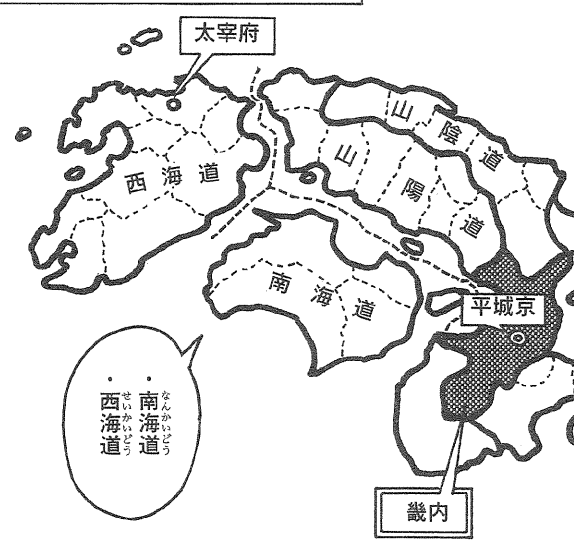 太宰府
山陰道
山陽道
西海道
南海道
平城京
・南海道
なんかいどう
・西海道
せいかいどう
畿内